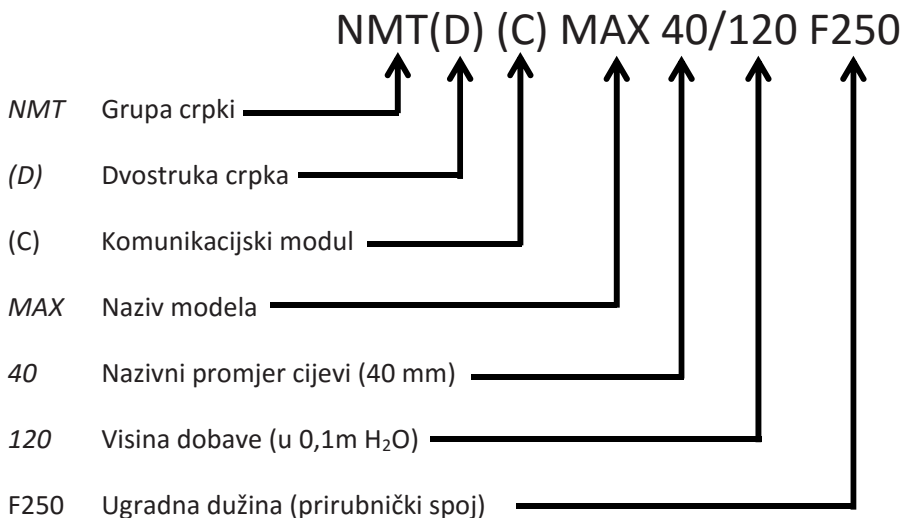 NMT(D) (C) MAX 40/120 F250
NMT Grupa crpki
(D) Dvostruka crpka
(C) Komunikacijski modul
MAX Naziv modela
40 Nazivni promjer cijevi (40 mm)
120 Visina dobave (u 0,1m H₂O)
F250 Ugradna dužina (prirubnički spoj)